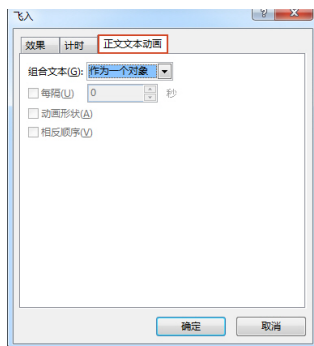 飞入
效果 计时 正文文本动画
组合文本(G): 作为一个对象
每隔(U) 0 秒
动画形状(A)
相反顺序(V)
确定 取消